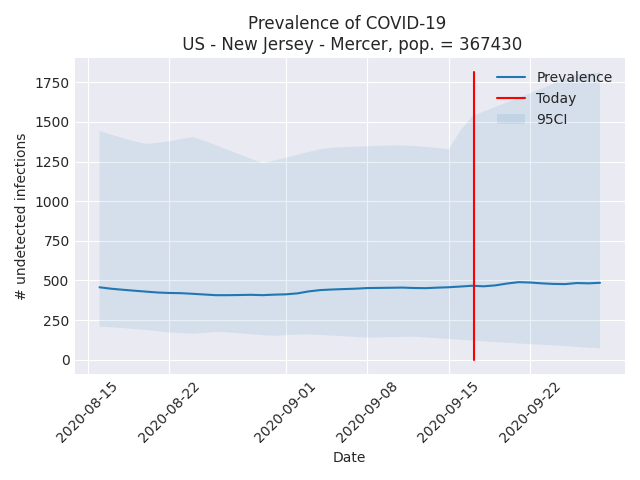 Prevalence of COVID-19
US - New Jersey - Mercer, pop. = 367430
Prevalence
Today
95CI
1750
1500
1250
1000
750
500
250
0
# undetected infections
2020-08-15
2020-08-22
2020-09-01
2020-09-08
2020-09-15
2020-09-22
Date